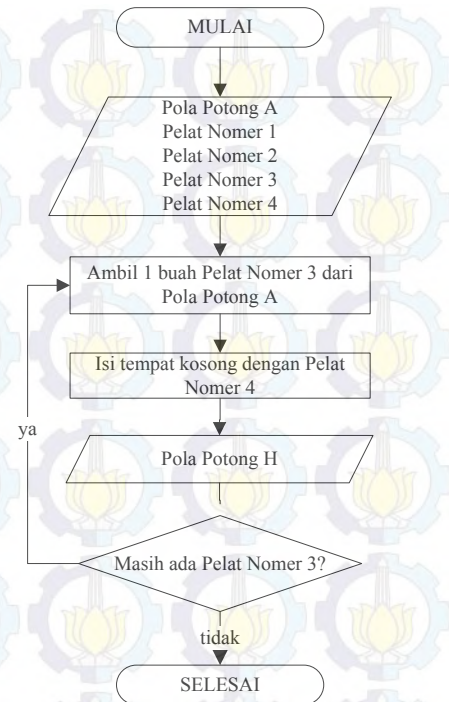 MULAI
Pola Potong A
Pelat Nomer 1
Pelat Nomer 2
Pelat Nomer 3
Pelat Nomer 4
Ambil 1 buah Pelat Nomer 3 dari
Pola Potong A
Isi tempat kosong dengan Pelat
Nomer 4
ya
Pola Potong H
Masih ada Pelat Nomer 3?
tidak
SELESAI